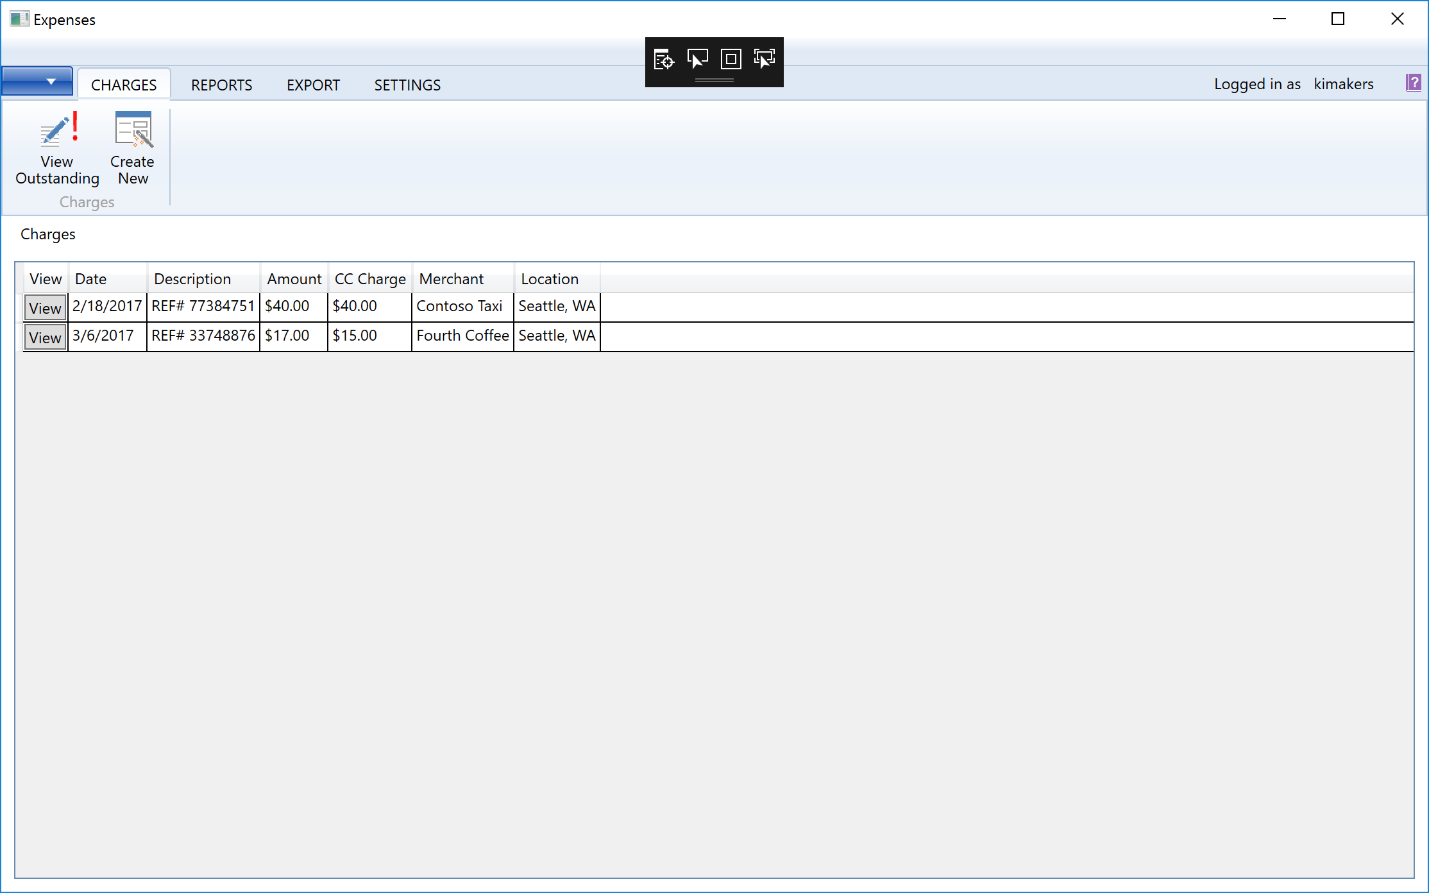 Expenses
CHARGES REPORTS EXPORT SETTINGS Logged in as kimakers ?
View Outstanding
Create New
Charges
Charges
View Date Description Amount CC Charge Merchant Location
View 2/18/2017 REF# 77384751 $40.00 $40.00 Contoso Taxi Seattle, WA
View 3/6/2017 REF# 33748876 $17.00 $15.00 Fourth Coffee Seattle, WA